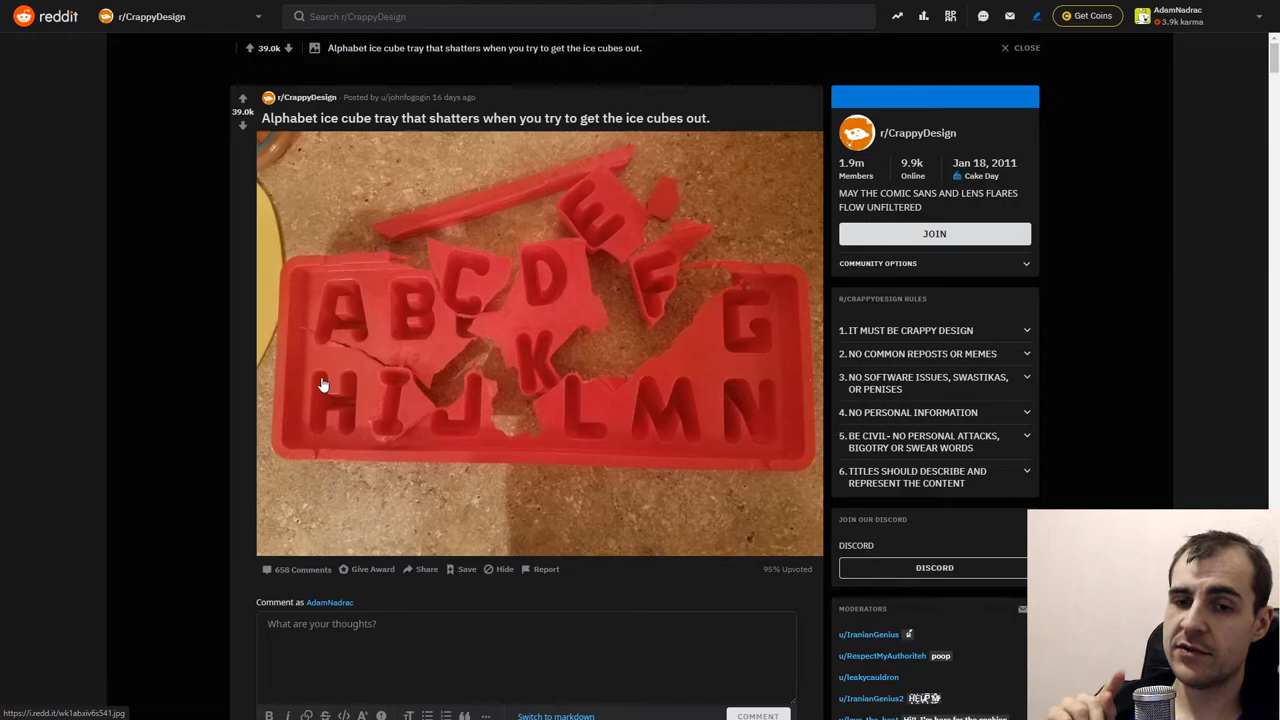 reddit
r/CrappyDesign
Search r/CrappyDesign
Get Coins
AdamNadrac
3.9k karma
39.0k
Alphabet ice cube tray that shatters when you try to get the ice cubes out.
CLOSE
39.0k
r/CrappyDesign · Posted by u/johnfogogin 16 days ago
Alphabet ice cube tray that shatters when you try to get the ice cubes out.
A B C D E F G
H I J K L M N
658 Comments
Give Award
Share
Save
Hide
Report
95% Upvoted
Comment as AdamNadrac
What are your thoughts?
Switch to markdown
COMMENT
r/CrappyDesign
1.9m
Members
9.9k
Online
Jan 18, 2011
Cake Day
MAY THE COMIC SANS AND LENS FLARES
FLOW UNFILTERED
JOIN
COMMUNITY OPTIONS
R/CRAPPYDESIGN RULES
1. IT MUST BE CRAPPY DESIGN
2. NO COMMON REPOSTS OR MEMES
3. NO SOFTWARE ISSUES, SWASTIKAS,
OR PENISES
4. NO PERSONAL INFORMATION
5. BE CIVIL- NO PERSONAL ATTACKS,
BIGOTRY OR SWEAR WORDS
6. TITLES SHOULD DESCRIBE AND
REPRESENT THE CONTENT
JOIN OUR DISCORD
DISCORD
DISCORD
MODERATORS
u/IranianGenius
u/RespectMyAuthoriteh poop
u/leakycauldron
u/IranianGenius2
https://i.redd.it/wk1abxiv6s541.jpg